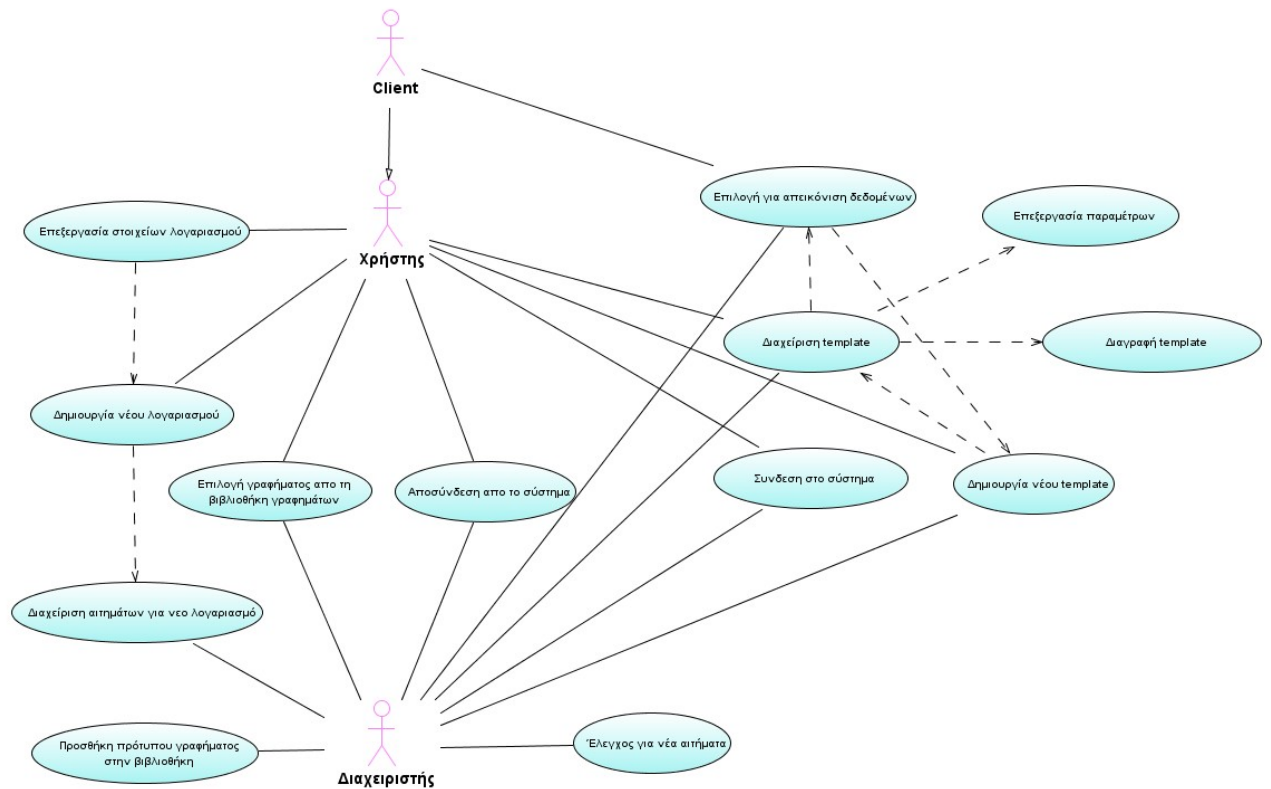 Client
Επιλογή για απεικόνιση δεδομένων
Επεξεργασία παραμέτρων
Επεξεργασία στοιχείων λογαριασμού
Χρήστης
Διαχείριση template
Διαγραφή template
Δημιουργία νέου λογαριασμού
Επιλογή γραφήματος απο τη
βιβλιοθήκη γραφημάτων
Αποσύνδεση απο το σύστημα
Συνδεση στο σύστημα
Δημιουργία νέου template
Διαχείριση αιτημάτων για νεο λογαριασμό
Προσθήκη πρότυπου γραφήματος
στην βιβλιοθήκη
Έλεγχος για νέα αιτήματα
Διαχειριστής